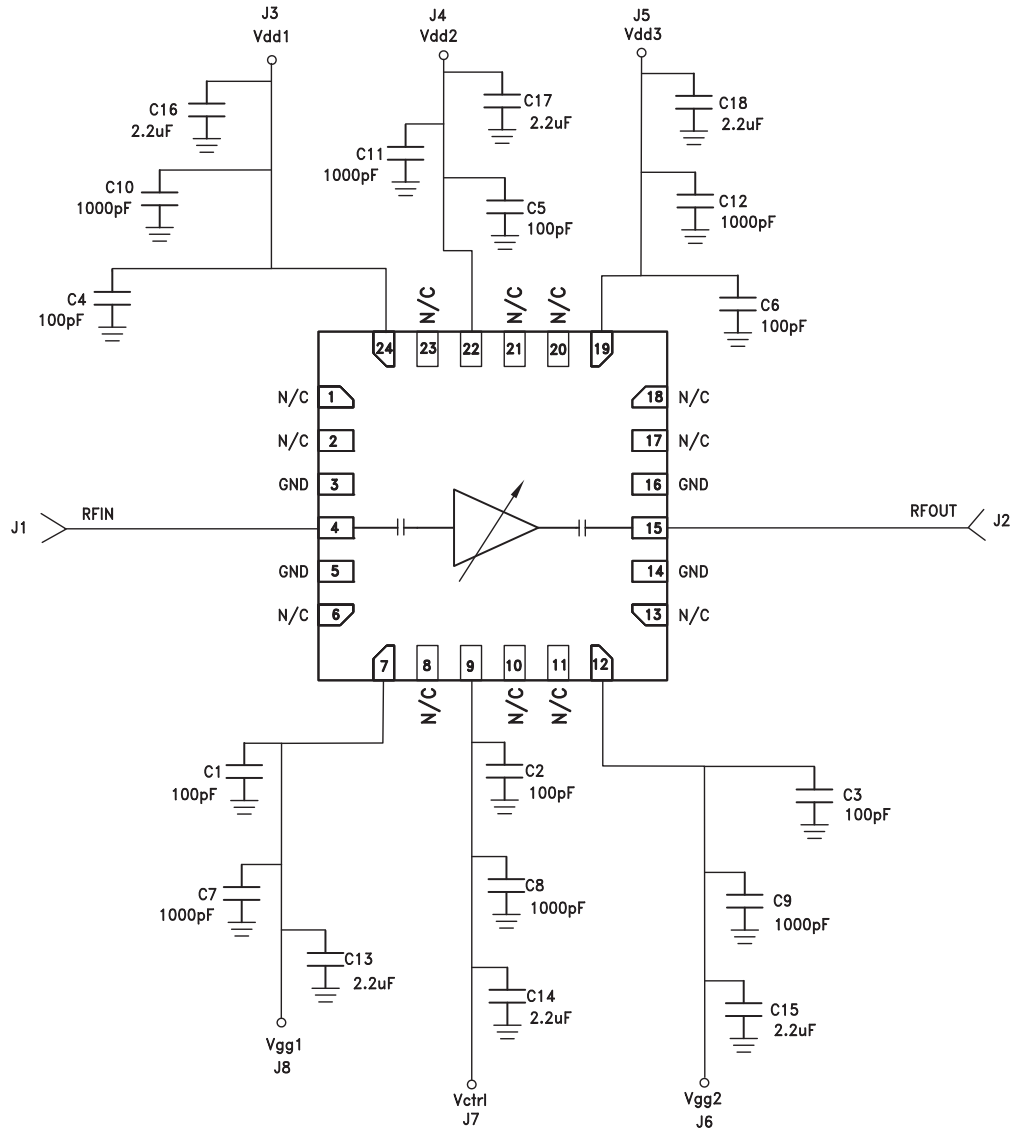 J3
Vdd1
J4
Vdd2
J5
Vdd3
C16
2.2uF
C17
2.2uF
C18
2.2uF
C11
1000pF
C10
1000pF
C5
100pF
C12
1000pF
C4
100pF
C6
100pF
N/C
N/C
N/C
24
23
22
21
20
19
N/C
1
18
N/C
N/C
2
17
N/C
GND
3
16
GND
J1
RFIN
4
15
RFOUT
J2
GND
5
14
GND
N/C
6
13
N/C
7
8
9
10
11
12
N/C
N/C
N/C
C1
100pF
C2
100pF
C3
100pF
C7
1000pF
C8
1000pF
C9
1000pF
C13
2.2uF
C14
2.2uF
C15
2.2uF
Vgg1
J8
Vctrl
J7
Vgg2
J6